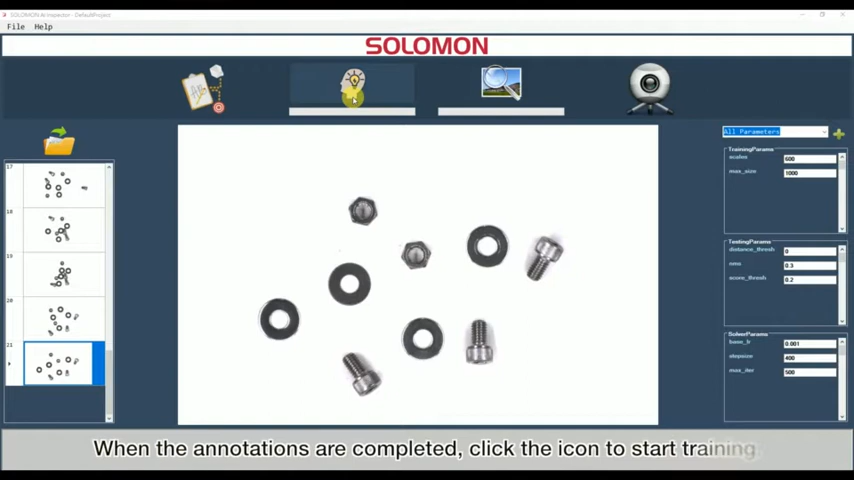 SOLOMON AI Inspector - DefaultProject
File Help
SOLOMON
All Parameters
17
18
19
20
21
TrainingParams
scales 600
max_size 1000
TestingParams
distance_thresh 0
nms 0.3
score_thresh 0.2
SolverParams
base_lr 0.001
stepsize 400
max_iter 500
When the annotations are completed, click the icon to start training